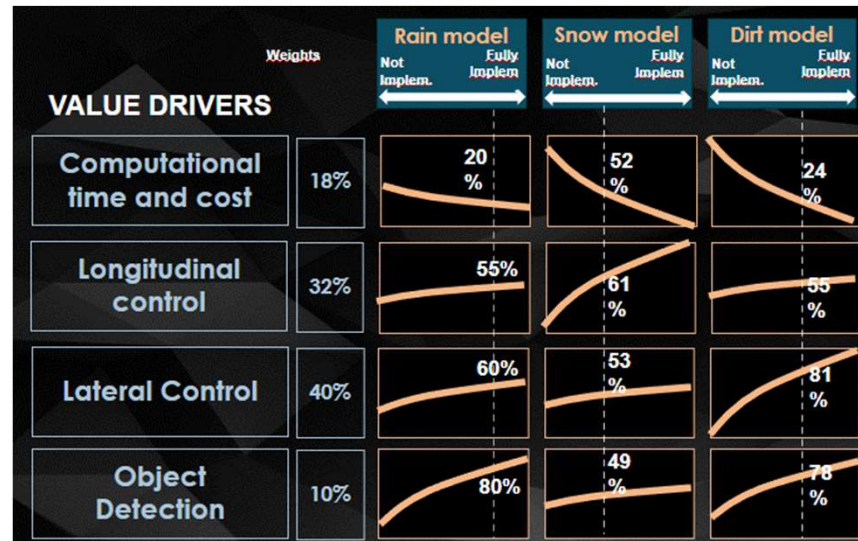 Weights
Rain model
Not
Implem.
Fully
Implem
Snow model
Not
Implem.
Fully
Implem
Dirt model
Not
Implem.
Fully
Implem
VALUE DRIVERS
Computational
time and cost
18%
20
%
52
%
24
%
Longitudinal
control
32%
55%
61
%
55
%
Lateral Control
40%
60%
53
%
81
%
Object
Detection
10%
80%
49
%
78
%